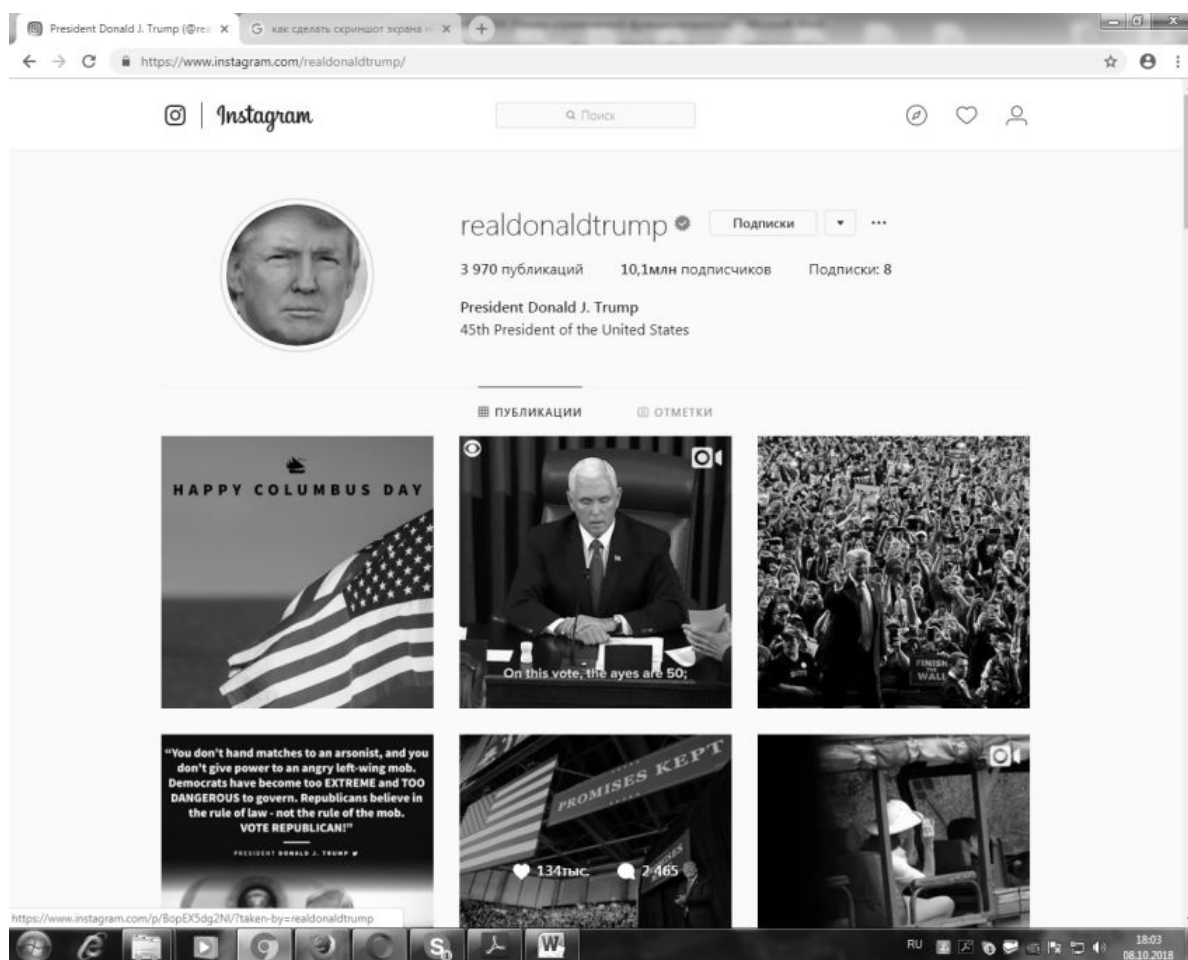 President Donald J. Trump (@rea
как сделать скриншот экрана н
https://www.instagram.com/realdonaldtrump/
Instagram
Поиск
realdonaldtrump
Подписки
3 970 публикаций 10,1млн подписчиков Подписки: 8
President Donald J. Trump
45th President of the United States
ПУБЛИКАЦИИ ОТМЕТКИ
HAPPY COLUMBUS DAY
On this vote, the ayes are 50;
FINISH
THE
WALL
“You don’t hand matches to an arsonist, and you
don’t give power to an angry left-wing mob.
Democrats have become too EXTREME and TOO
DANGEROUS to govern. Republicans believe in
the rule of law - not the rule of the mob.
VOTE REPUBLICAN!”
PRESIDENT DONALD J. TRUMP
PROMISES KEPT
PROMISES
134тыс. 2 465
https://www.instagram.com/p/BopEX5dg2Nl/?taken-by=realdonaldtrump
RU
18:03
08.10.2018